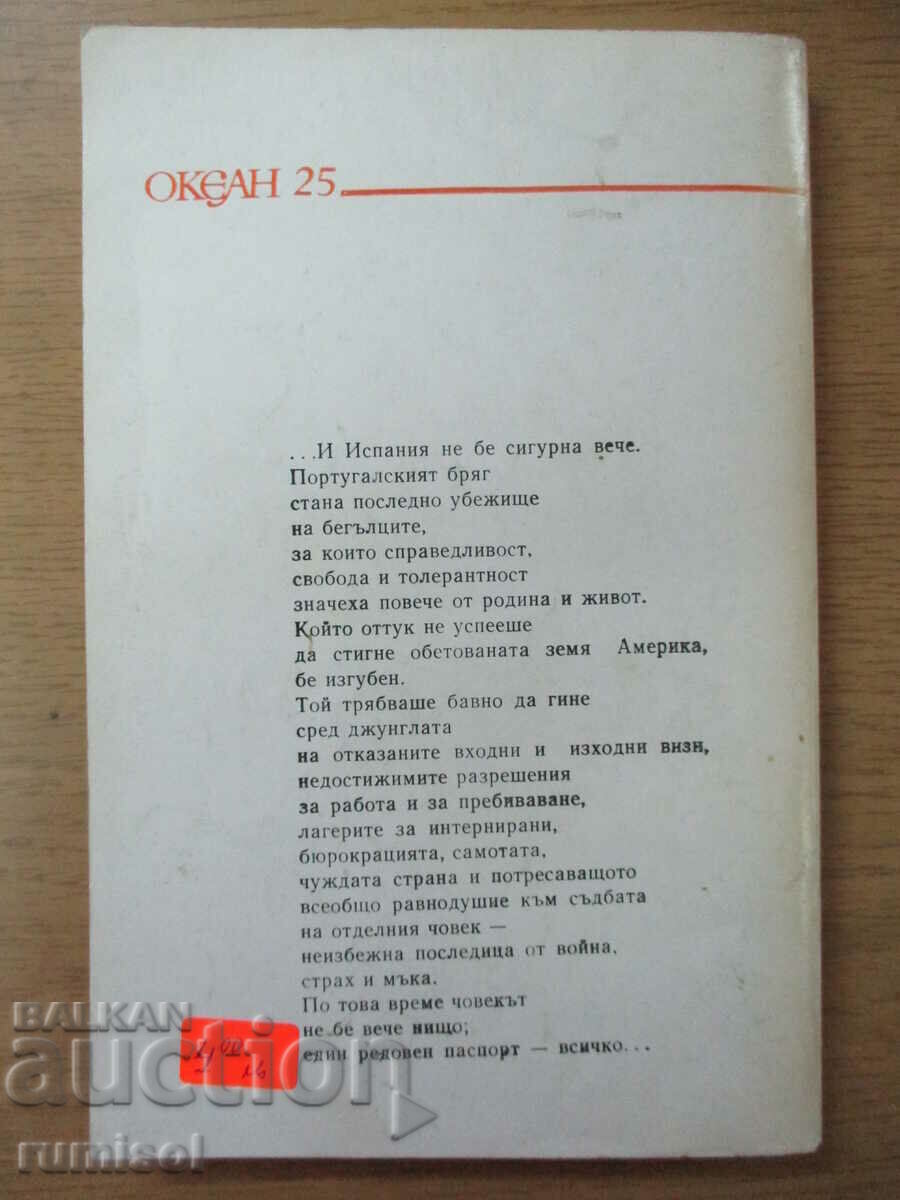 ОКЕАН 25
...И Испания не бе сигурна вече.
Португалският бряг
стана последно убежище
на бегълците,
за които справедливост,
свобода и толерантност
значеха повече от родина и живот.
Който оттук не успееше
да стигне обетованата земя Америка,
бе изгубен.
Той трябваше бавно да гине
сред джунглата
на отказаните входни и изходни визи,
недостижимите разрешения
за работа и за пребиваване,
лагерите за интернирани,
бюрокрацията, самотата,
чуждата страна и потресаващото
всеобщо равнодушие към съдбата
на отделния човек —
неизбежна последица от война,
страх и мъка.
По това време човекът
не бе вече нищо;
един редовен паспорт — всичко...
BALKAN
auction
rumisol